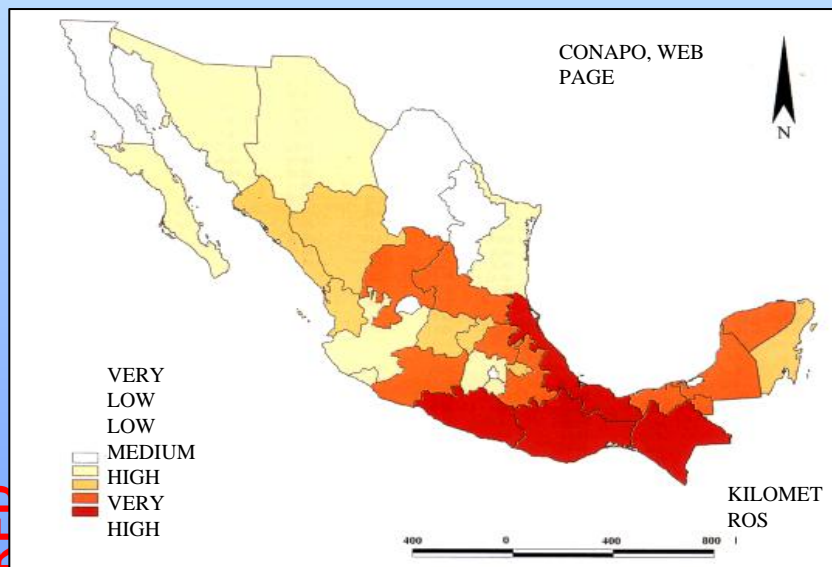 CONAPO, WEB
PAGE
N
VERY
LOW
LOW
MEDIUM
HIGH
VERY
HIGH
KILOMET
ROS
400
0
400
800